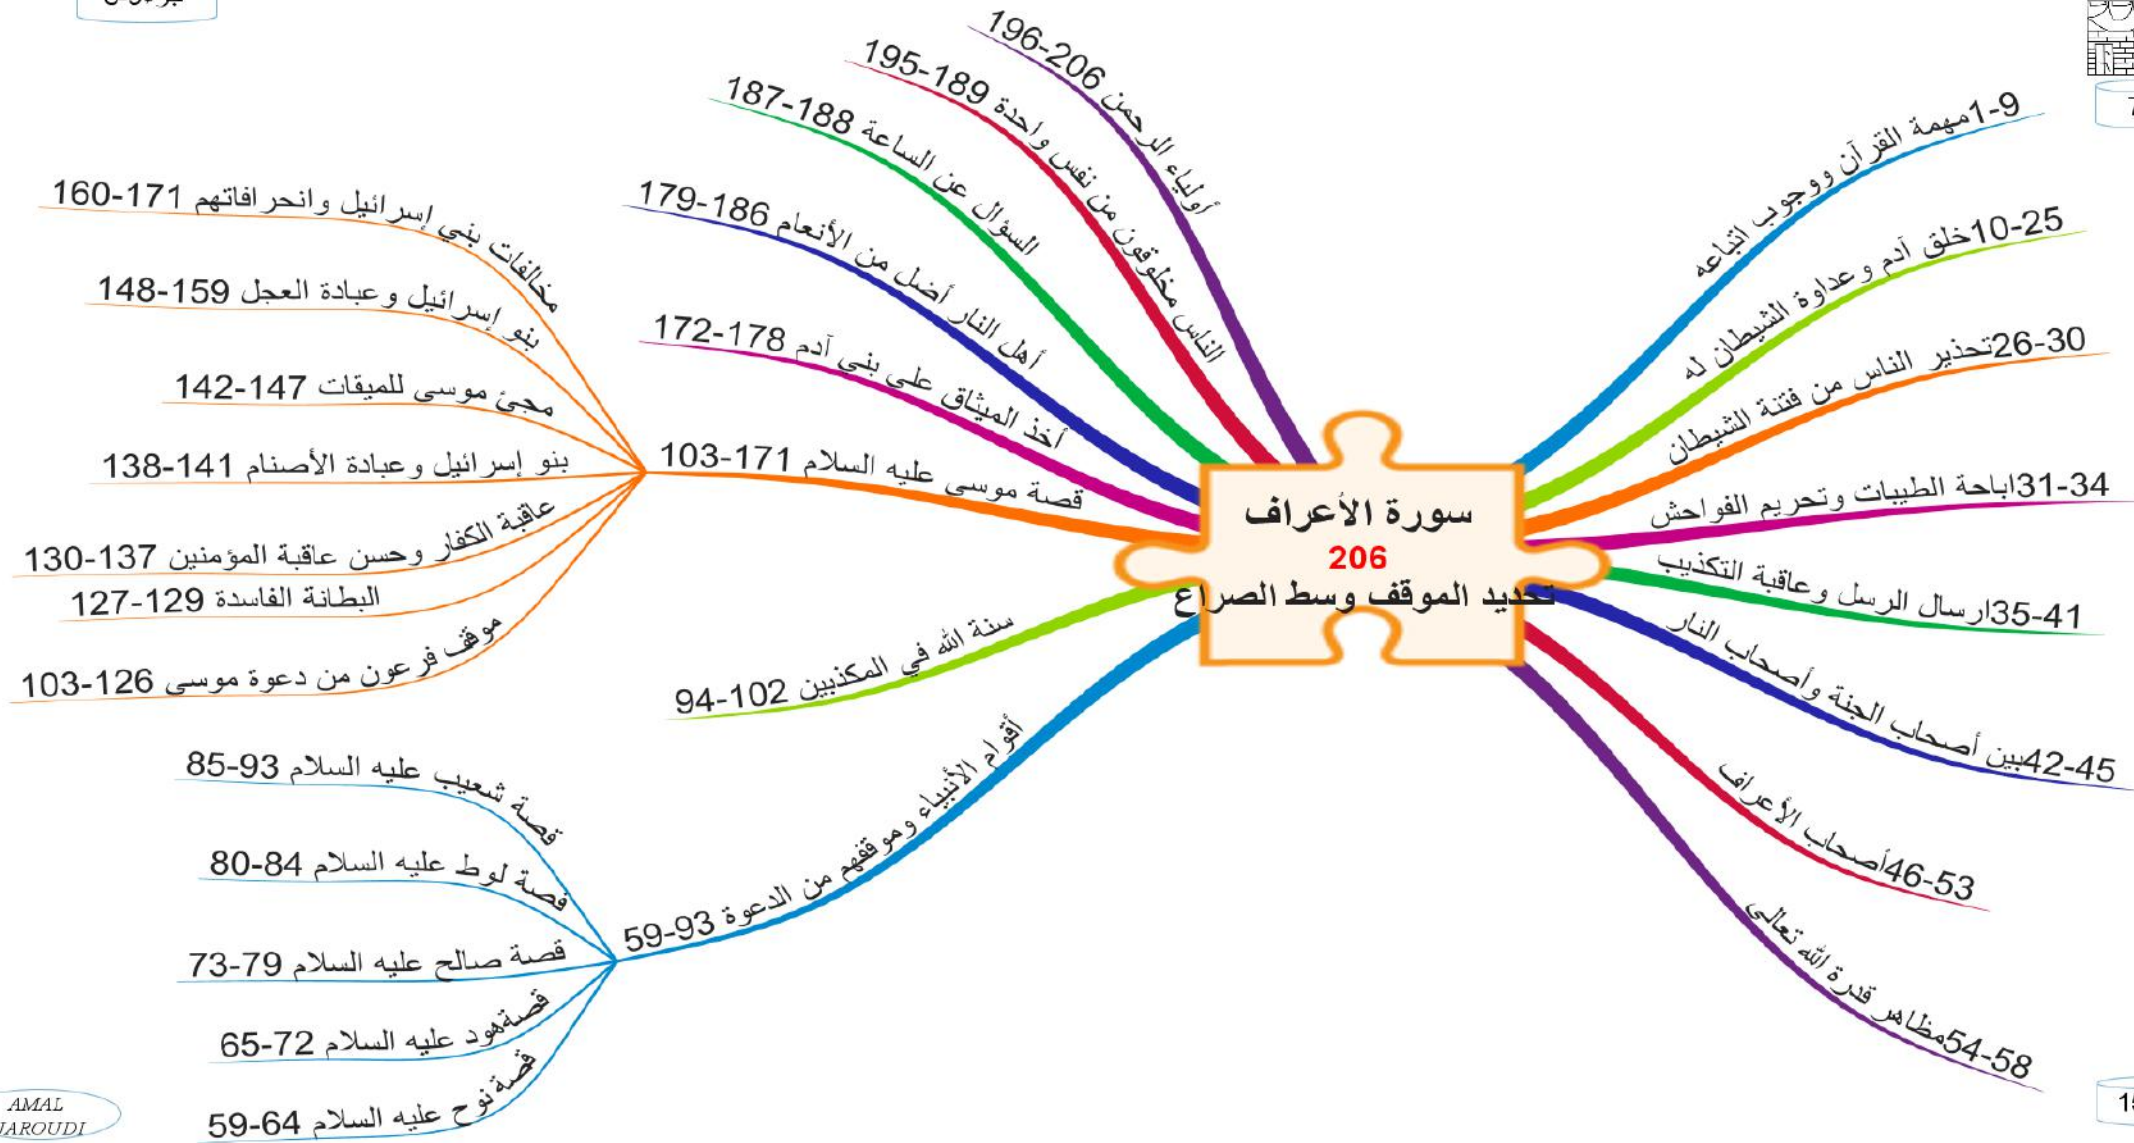 سورة الأعراف
206
تحديد الموقف وسط الصراع
1-9مهمة القرآن ووجوب اتباعه
10-25خلق آدم وعداوة الشيطان له
26-30تحذير الناس من فتنة الشيطان
31-34اباحة الطيبات وتحريم الفواحش
35-41ارسال الرسل وعاقبة التكذيب
42-45بين أصحاب الجنة وأصحاب النار
46-53أصحاب الأعراف
54-58مظاهر قدرة الله تعالى
أقوام الأنبياء وموقفهم من الدعوة 59-93
قصة نوح عليه السلام 59-64
قصةهود عليه السلام 65-72
قصة صالح عليه السلام 73-79
قصة لوط عليه السلام 80-84
قصة شعيب عليه السلام 85-93
سنة الله في المكذبين 94-102
قصة موسى عليه السلام 103-171
موقف فرعون من دعوة موسى 103-126
البطانة الفاسدة 127-129
عاقبة الكفار وحسن عاقبة المؤمنين 130-137
بنو إسرائيل وعبادة الأصنام 138-141
مجئ موسى للميقات 142-147
بنو إسرائيل وعبادة العجل 148-159
مخالفات بني إسرائيل وانحرافاتهم 160-171
أخذ الميثاق على بني آدم 172-178
أهل النار أضل من الأنعام 179-186
السؤال عن الساعة 187-188
الناس مخلوقون من نفس واحدة 189-195
أولياء الرحمن 196-206
AMAL